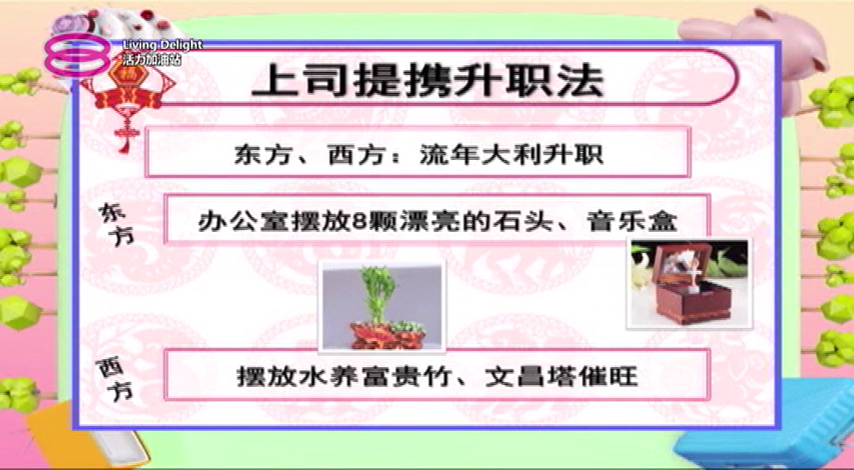 Living Delight
活力加油站
福
上司提携升职法
东方、西方：流年大利升职
东方
办公室摆放8颗漂亮的石头、音乐盒
西方
摆放水养富贵竹、文昌塔催旺